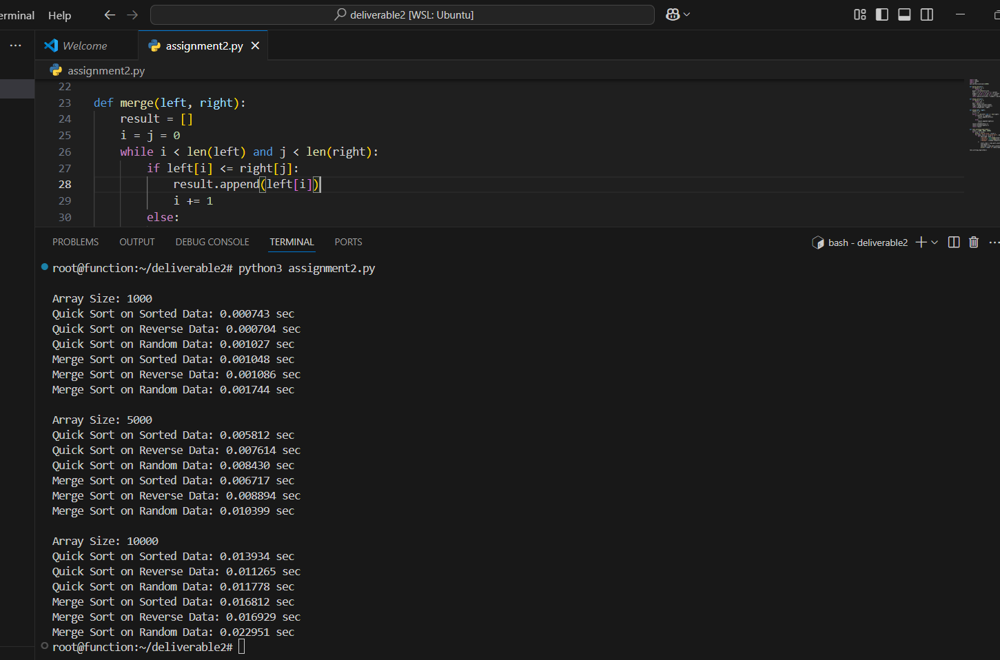 erminal Help
deliverable2 [WSL: Ubuntu]
Welcome
assignment2.py
assignment2.py
22
23 def merge(left, right):
24 result = []
25 i = j = 0
26 while i < len(left) and j < len(right):
27 if left[i] <= right[j]:
28 result.append(left[i])
29 i += 1
30 else:
PROBLEMS OUTPUT DEBUG CONSOLE TERMINAL PORTS
bash - deliverable2
root@function:~/deliverable2# python3 assignment2.py
Array Size: 1000
Quick Sort on Sorted Data: 0.000743 sec
Quick Sort on Reverse Data: 0.000704 sec
Quick Sort on Random Data: 0.001027 sec
Merge Sort on Sorted Data: 0.001048 sec
Merge Sort on Reverse Data: 0.001086 sec
Merge Sort on Random Data: 0.001744 sec
Array Size: 5000
Quick Sort on Sorted Data: 0.005812 sec
Quick Sort on Reverse Data: 0.007614 sec
Quick Sort on Random Data: 0.008430 sec
Merge Sort on Sorted Data: 0.006717 sec
Merge Sort on Reverse Data: 0.008894 sec
Merge Sort on Random Data: 0.010399 sec
Array Size: 10000
Quick Sort on Sorted Data: 0.013934 sec
Quick Sort on Reverse Data: 0.011265 sec
Quick Sort on Random Data: 0.011778 sec
Merge Sort on Sorted Data: 0.016812 sec
Merge Sort on Reverse Data: 0.016929 sec
Merge Sort on Random Data: 0.022951 sec
root@function:~/deliverable2#